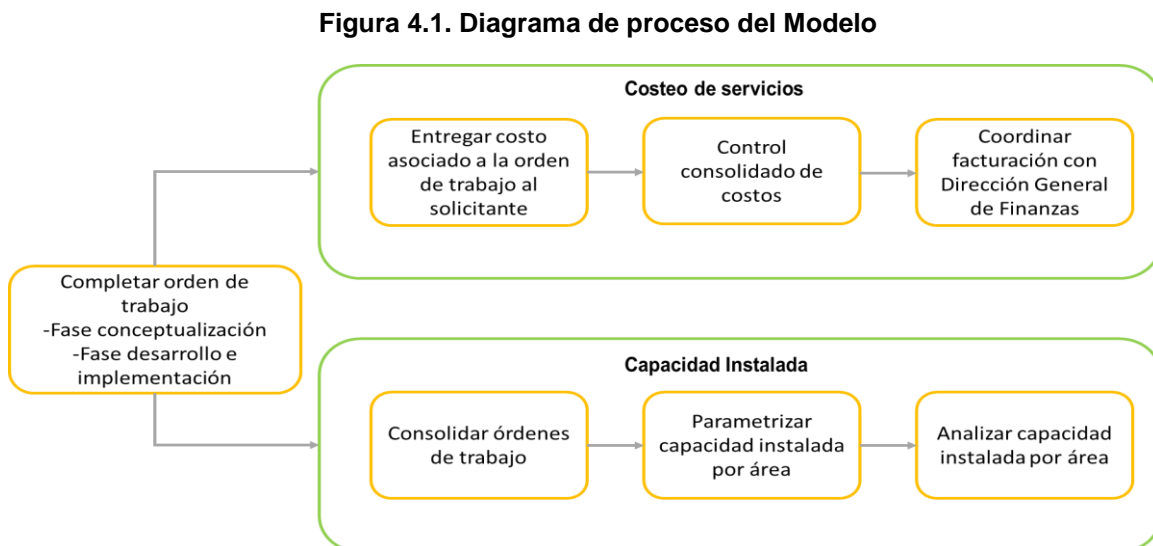 Figura 4.1. Diagrama de proceso del Modelo
Completar orden de
trabajo
-Fase conceptualización
-Fase desarrollo e
implementación
Costeo de servicios
Entregar costo
asociado a la orden
de trabajo al
solicitante
Control
consolidado de
costos
Coordinar
facturación con
Dirección General
de Finanzas
Capacidad Instalada
Consolidar órdenes
de trabajo
Parametrizar
capacidad instalada
por área
Analizar capacidad
instalada por área